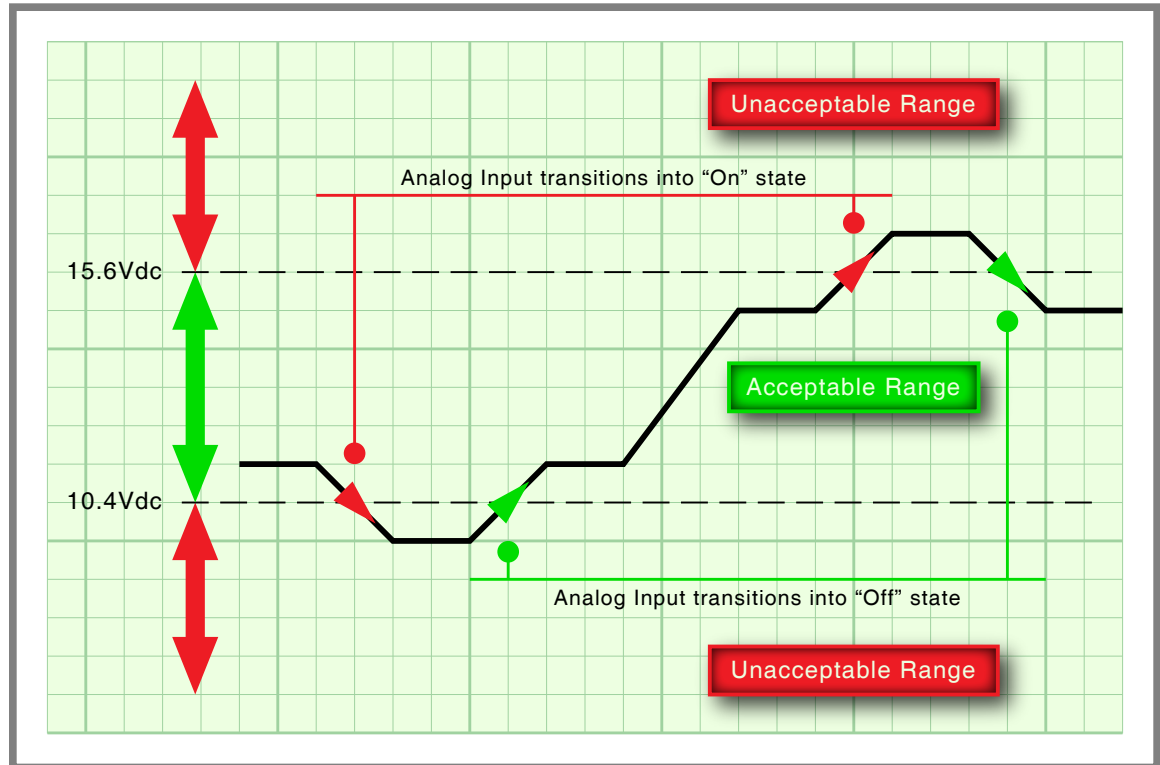 Unacceptable Range
Analog Input transitions into “On” state
15.6Vdc
Acceptable Range
10.4Vdc
Analog Input transitions into “Off” state
Unacceptable Range